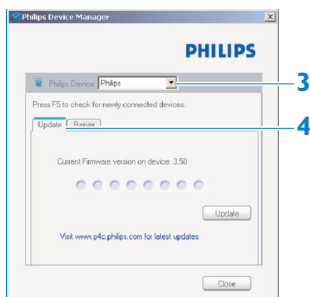 Philips Device Manager
PHILIPS
Philips Device Philips
3
Press F5 to check for newly connected devices.
Update Repair
4
Current Firmware version on device: 3.50
Update
Visit www.p4c.philips.com for latest updates
Close